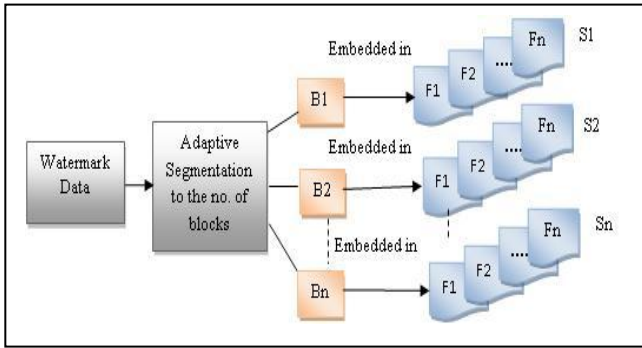 Watermark
Data
Adaptive
Segmentation
to the no. of
blocks
B1
Embedded in
F1
F2
....
Fn
S1
B2
Embedded in
F1
F2
....
Fn
S2
Bn
Embedded in
F1
F2
....
Fn
Sn